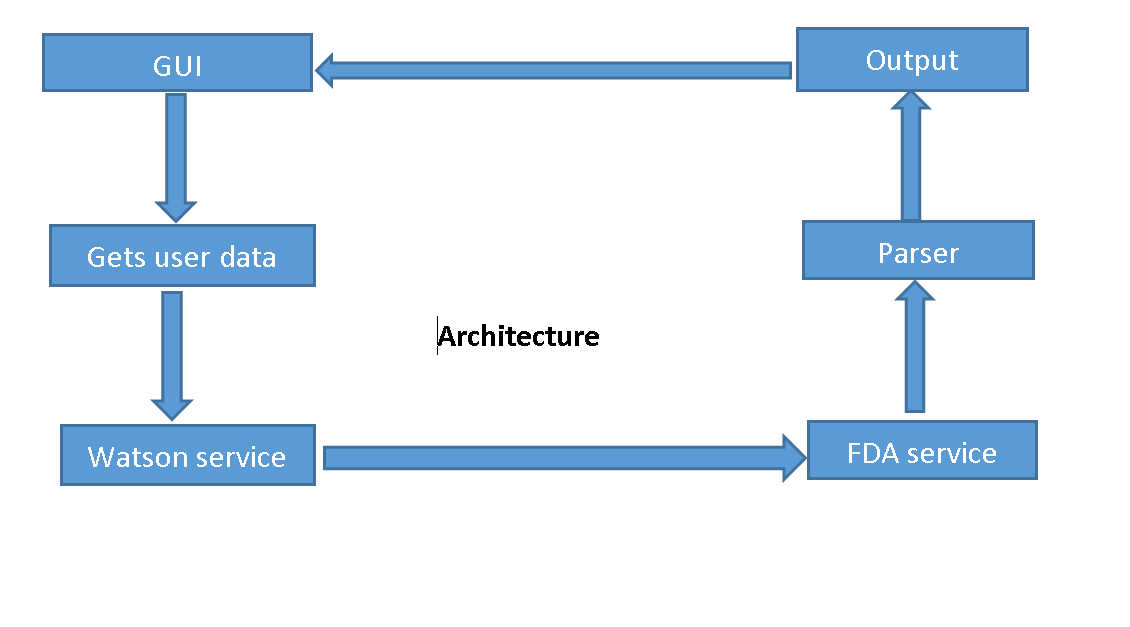 GUI
Output
Gets user data
Parser
Architecture
Watson service
FDA service